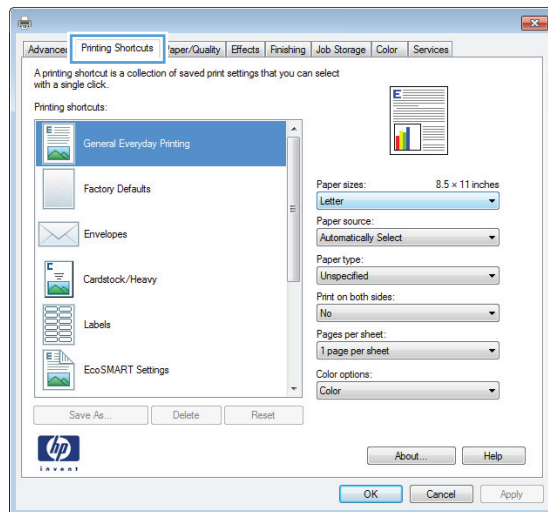 Advanced
Printing Shortcuts
Paper/Quality
Effects
Finishing
Job Storage
Color
Services
A printing shortcut is a collection of saved print settings that you can select
with a single click.
Printing shortcuts:
E
General Everyday Printing
Factory Defaults
Envelopes
C
Cardstock/Heavy
Labels
E
EcoSMART Settings
Save As...
Delete
Reset
E
Paper sizes:
8.5 × 11 inches
Letter
Paper source:
Automatically Select
Paper type:
Unspecified
Print on both sides:
No
Pages per sheet:
1 page per sheet
Color options:
Color
hp
invent
About...
Help
OK
Cancel
Apply